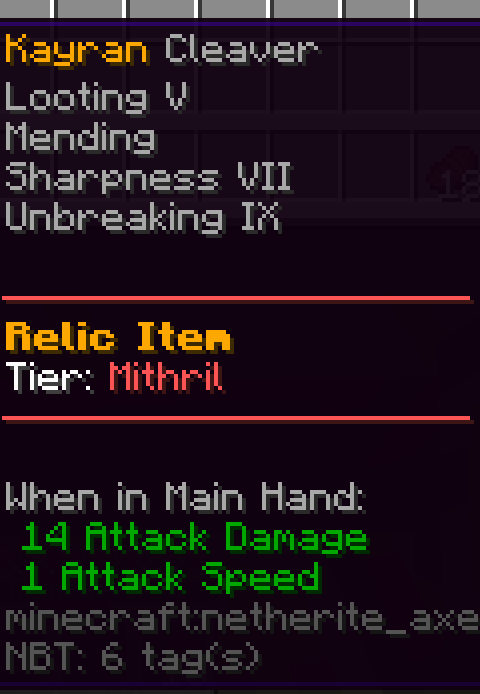 Kayran Cleaver
Looting V
Mending
Sharpness VII
Unbreaking IX
Relic Item
Tier: Mithril
When in Main Hand:
14 Attack Damage
1 Attack Speed
minecraft:netherite_axe
NBT: 6 tag(s)